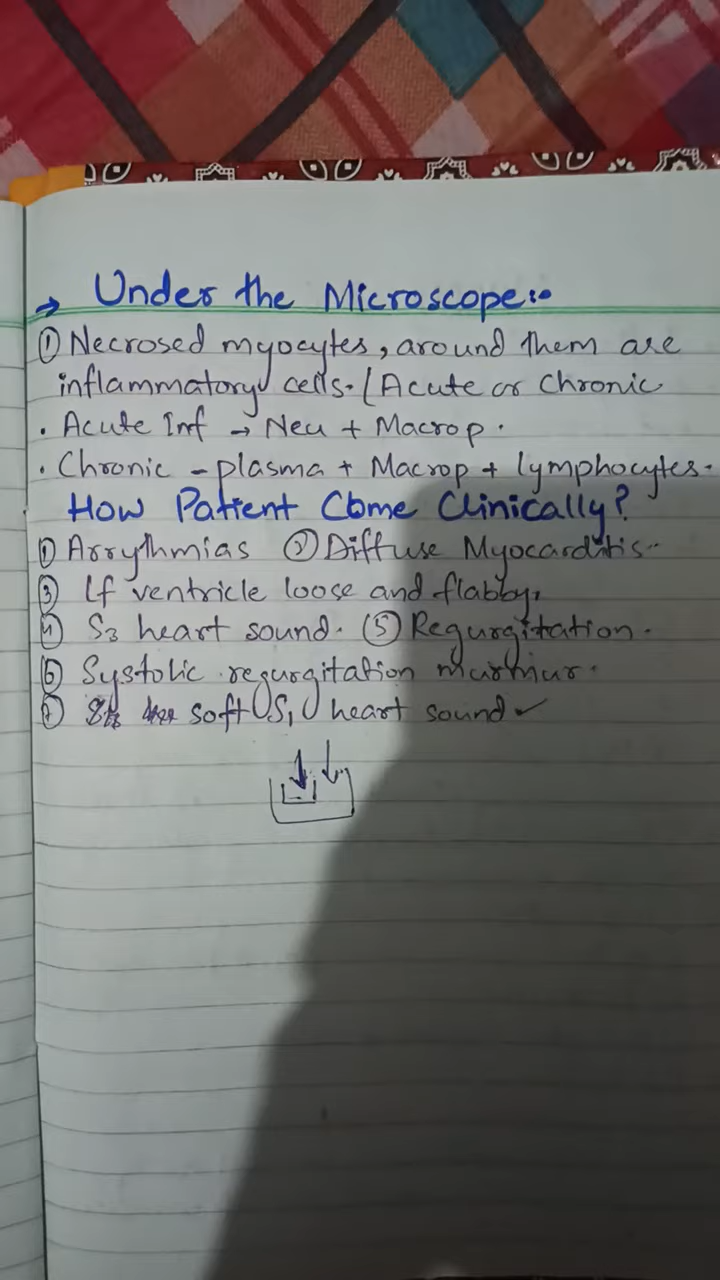 → Under the Microscope:-
① Necrosed myocytes, around them are
inflammatory cells. (Acute or Chronic
. Acute Inf → Neu + Macrop.
. Chronic - plasma + Macrop + lymphocytes.
How Patient Come Clinically?
① Arrythmias ② Diffuse Myocarditis..
③ If ventricle loose and flabby.
④ S3 heart sound. ⑤ Regurgitation.
⑥ Systolic regurgitation murmur.
⑦ soft S1 heart sound ✓